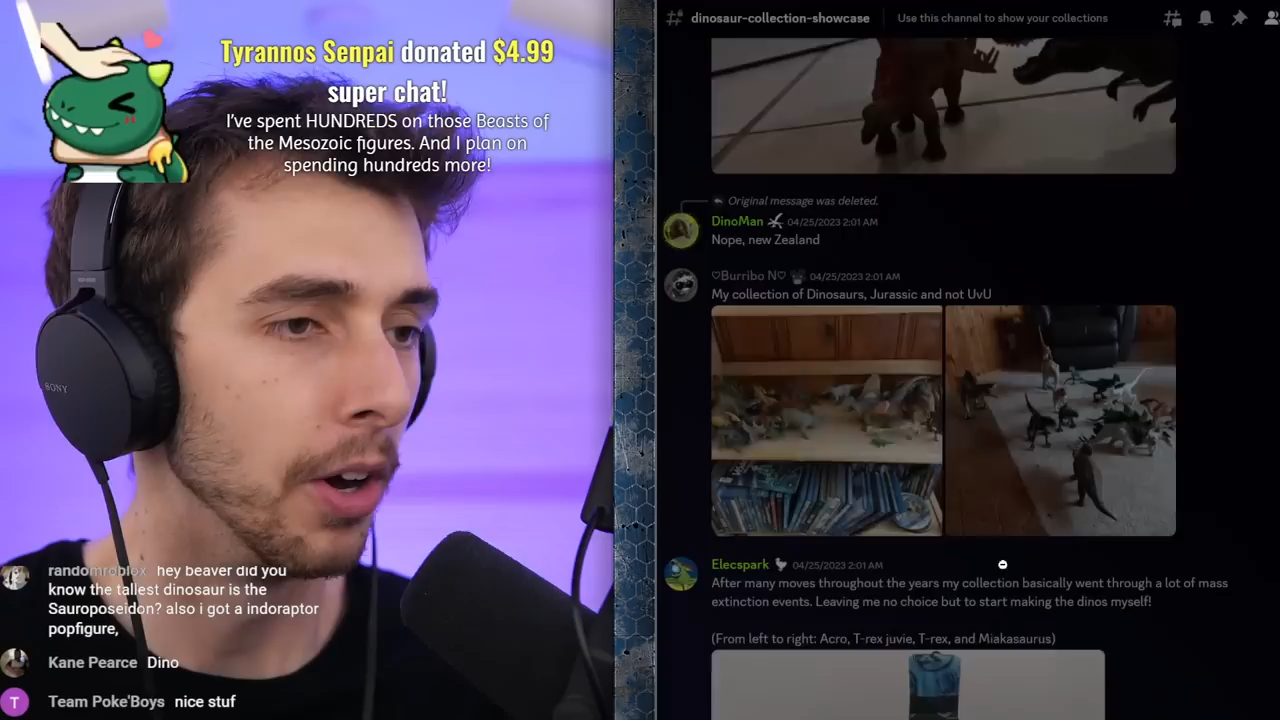 Tyrannos Senpai donated $4.99
super chat!
I've spent HUNDREDS on those Beasts of
the Mesozoic figures. And I plan on
spending hundreds more!
SONY
randomroblox hey beaver did you
know the tallest dinosaur is the
Sauroposeidon? also i got a indoraptor
popfigure,
Kane Pearce Dino
T
Team Poke'Boys nice stuf
dinosaur-collection-showcase
Use this channel to show your collections
Original message was deleted.
DinoMan 04/25/2023 2:01 AM
Nope, new Zealand
♡Burribo N♡ 04/25/2023 2:01 AM
My collection of Dinosaurs, Jurassic and not UvU
Elecspark 04/25/2023 2:01 AM
After many moves throughout the years my collection basically went through a lot of mass
extinction events. Leaving me no choice but to start making the dinos myself!
(From left to right: Acro, T-rex juvie, T-rex, and Miakasaurus)